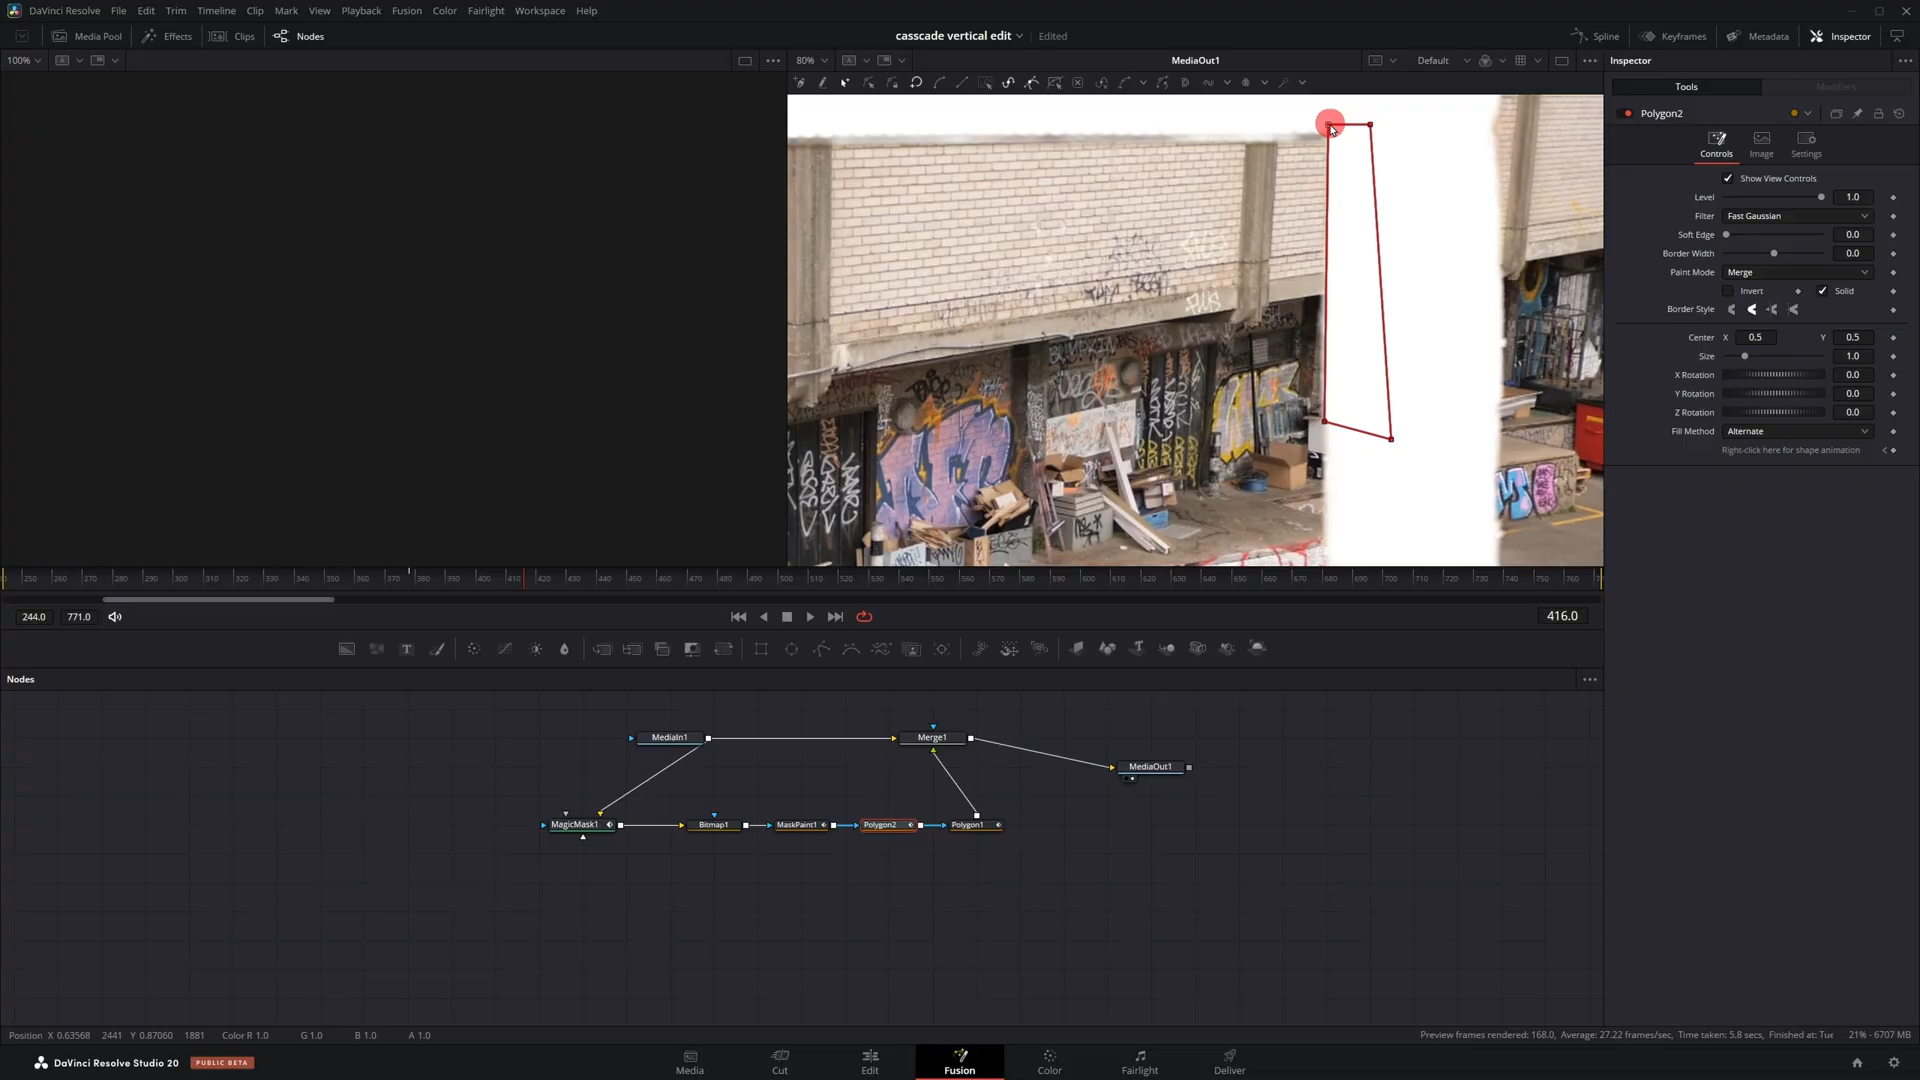 DaVinci Resolve File Edit Trim Timeline Clip Mark View Playback Fusion Color Fairlight Workspace Help
Media Pool Effects Clips Nodes casscade vertical edit Edited Spline Keyframes Metadata Inspector
100% 80% MediaOut1 Default Inspector
Tools Modifiers
Polygon2
Controls Image Settings
Show View Controls
Level 1.0
Filter Fast Gaussian
Soft Edge 0.0
Border Width 0.0
Paint Mode Merge
Invert Solid
Border Style
Center X 0.5 Y 0.5
Size 1.0
X Rotation 0.0
Y Rotation 0.0
Z Rotation 0.0
Fill Method Alternate
Right-click here for shape animation
250 260 270 280 290 300 310 320 330 340 350 360 370 380 390 400 410 420 430 440 450 460 470 480 490 500 510 520 530 540 550 560 570 580 590 600 610 620 630 640 650 660 670 680 690 700 710 720 730 740 750 760
244.0 771.0 416.0
Nodes
MediaIn1 Merge1
MediaOut1
MagicMask1 Bitmap1 MaskPaint1 Polygon2 Polygon1
Position X 0.63568 2441 Y 0.87060 1881 Color R 1.0 G 1.0 B 1.0 A 1.0 Preview frames rendered: 168.0, Average: 27.22 frames/sec, Time taken: 5.8 secs, Finished at: Tue 21% - 6707 MB
DaVinci Resolve Studio 20 PUBLIC BETA Media Cut Edit Fusion Color Fairlight Deliver